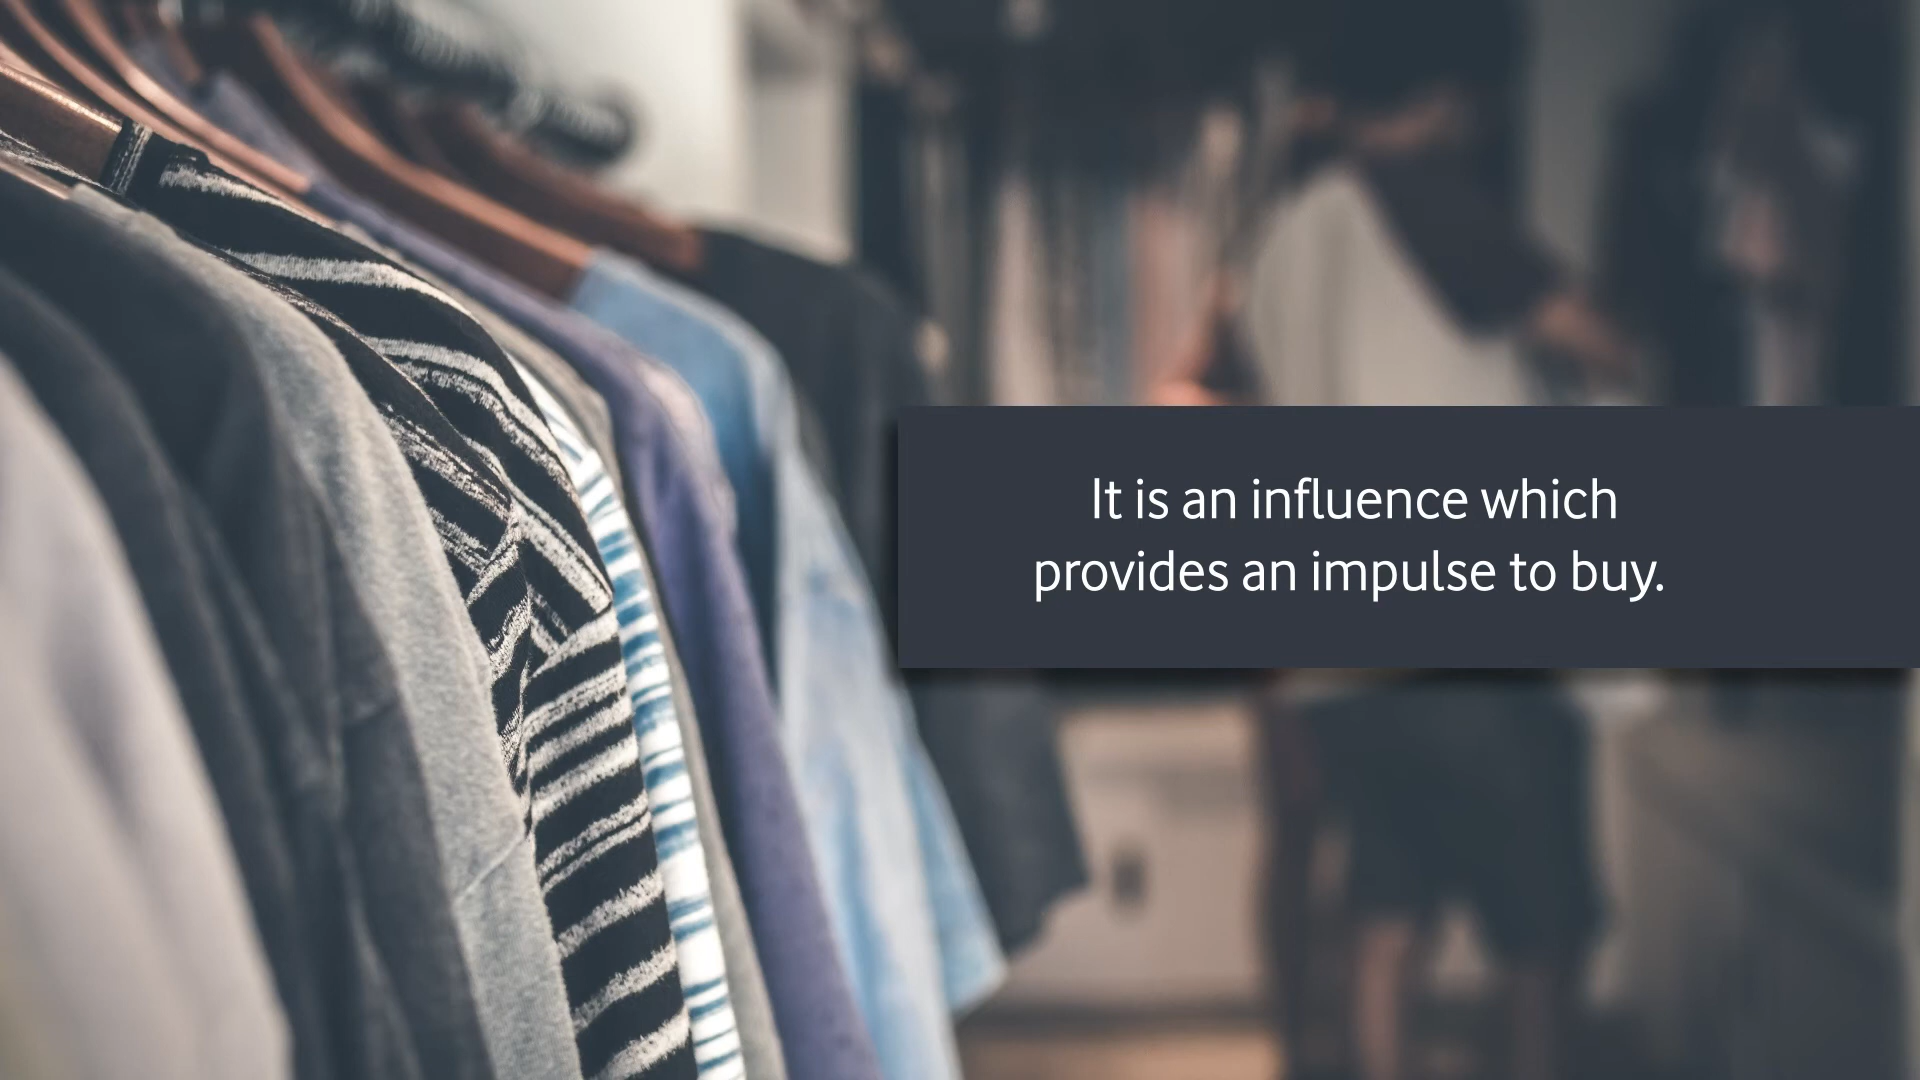 It is an influence which
provides an impulse to buy.